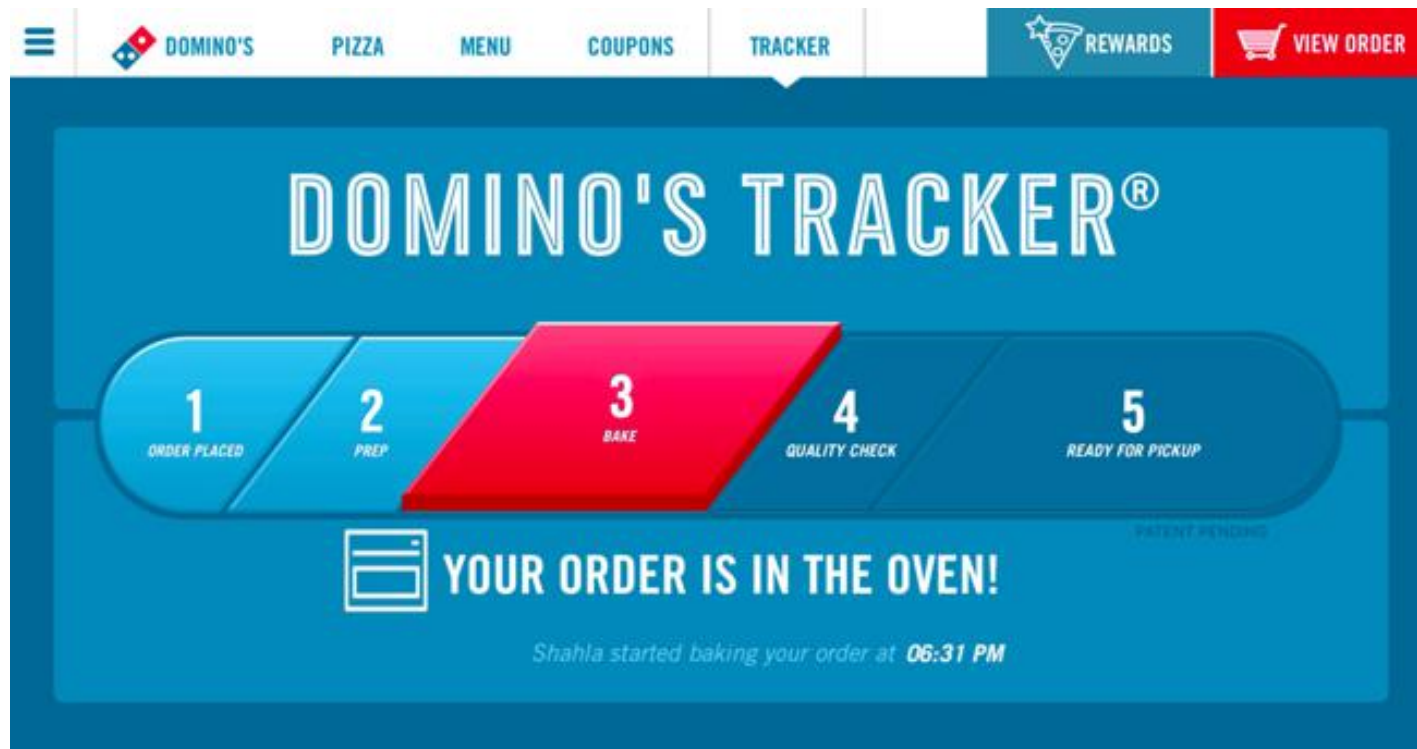 DOMINO'S PIZZA MENU COUPONS TRACKER REWARDS VIEW ORDER
DOMINO'S TRACKER®
1 2 3 4 5
ORDER PLACED PREP BAKE QUALITY CHECK READY FOR PICKUP
PATENT PENDING
YOUR ORDER IS IN THE OVEN!
Shahla started baking your order at 06:31 PM